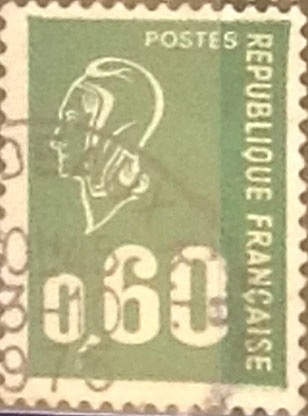 POSTES
REPUBLIQUE FRANÇAISE
0,60